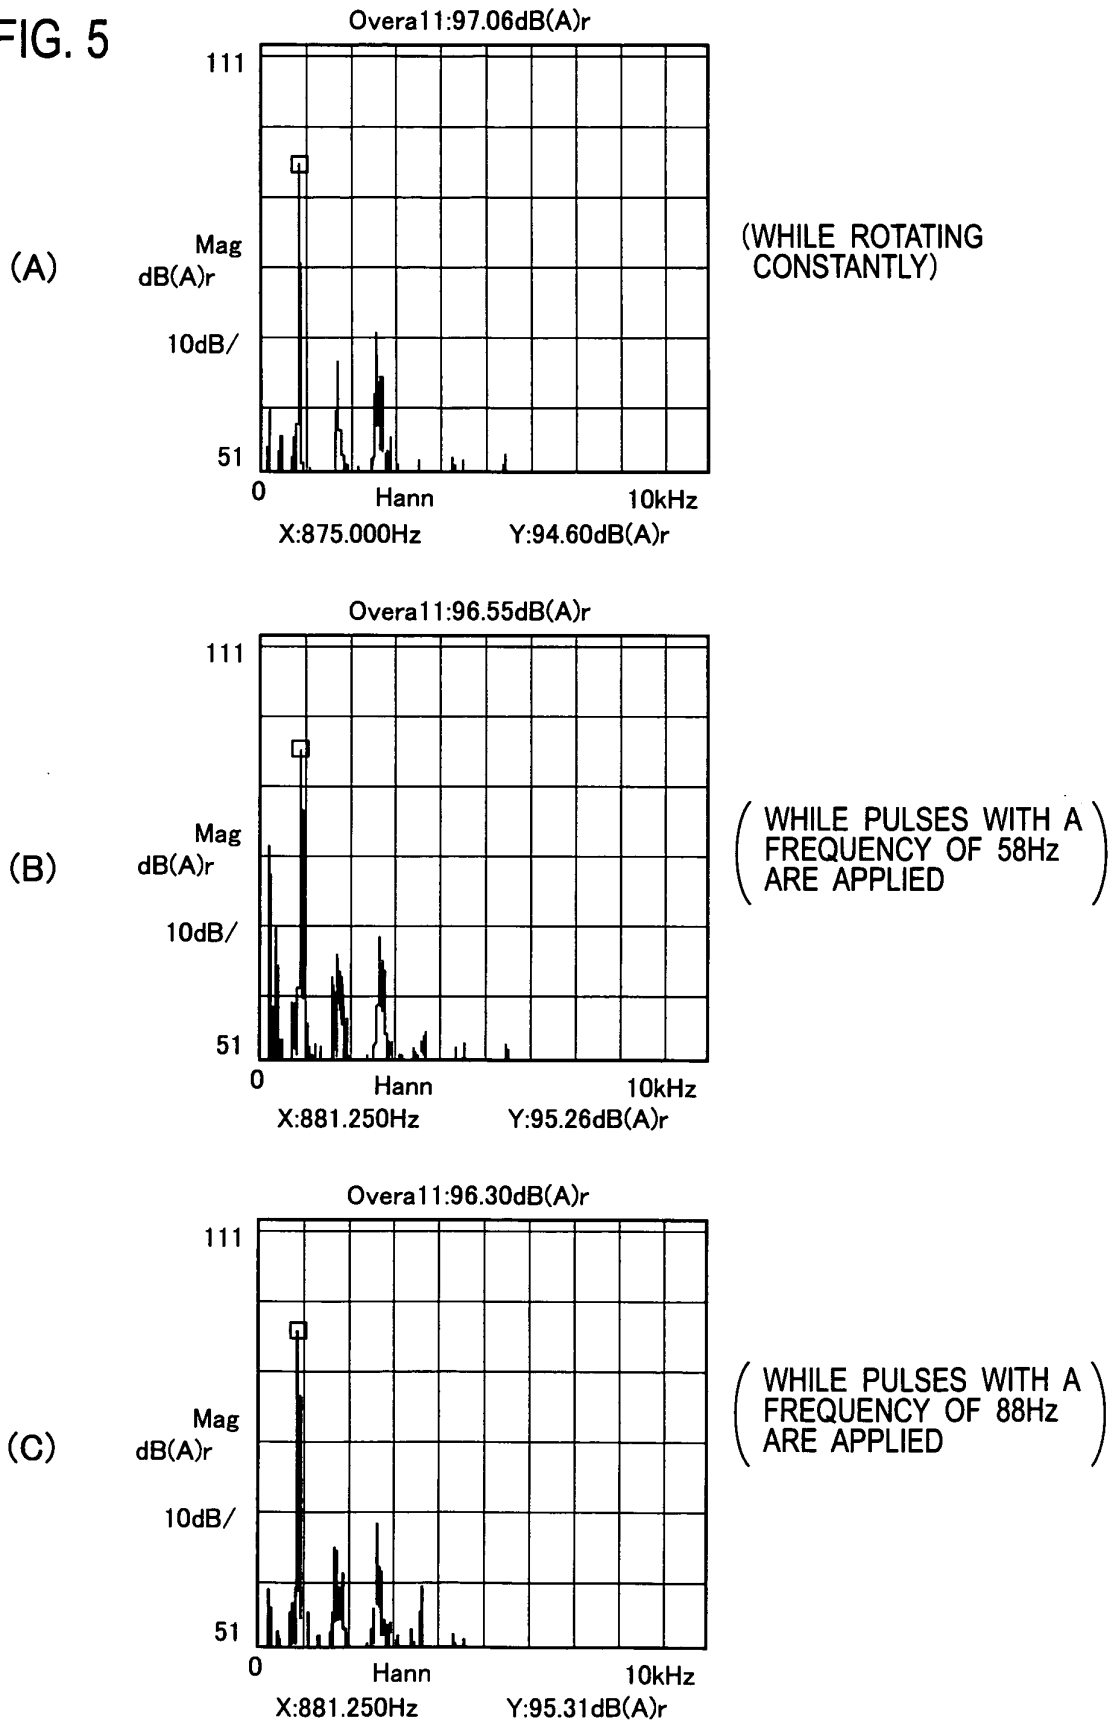 FIG. 5
Overa11:97.06dB(A)r
111
(A)
Mag
dB(A)r
10dB/
51
0
Hann
10kHz
X:875.000Hz Y:94.60dB(A)r
(WHILE ROTATING
CONSTANTLY)
Overa11:96.55dB(A)r
111
(B)
Mag
dB(A)r
10dB/
51
0
Hann
10kHz
X:881.250Hz Y:95.26dB(A)r
(WHILE PULSES WITH A
FREQUENCY OF 58Hz
ARE APPLIED)
Overa11:96.30dB(A)r
111
(C)
Mag
dB(A)r
10dB/
51
0
Hann
10kHz
X:881.250Hz Y:95.31dB(A)r
(WHILE PULSES WITH A
FREQUENCY OF 88Hz
ARE APPLIED)